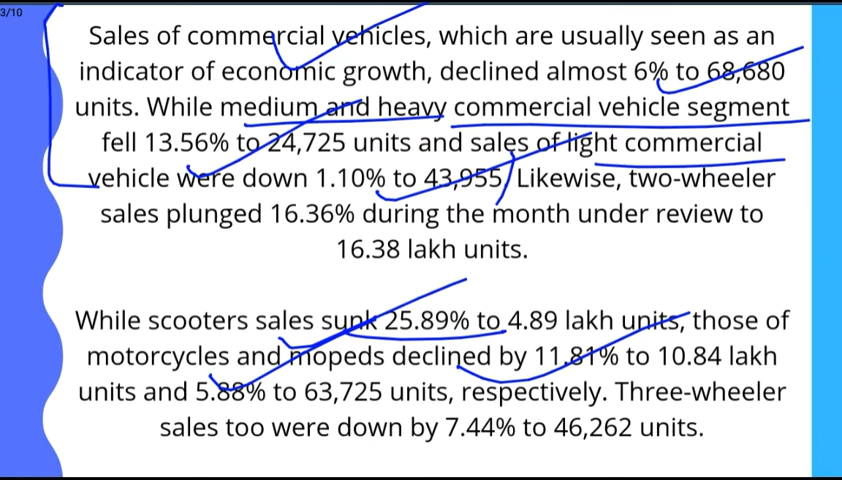 3/10
Sales of commercial vehicles, which are usually seen as an
indicator of economic growth, declined almost 6% to 68,680
units. While medium and heavy commercial vehicle segment
fell 13.56% to 24,725 units and sales of light commercial
vehicle were down 1.10% to 43,955. Likewise, two-wheeler
sales plunged 16.36% during the month under review to
16.38 lakh units.
While scooters sales sunk 25.89% to 4.89 lakh units, those of
motorcycles and mopeds declined by 11.81% to 10.84 lakh
units and 5.88% to 63,725 units, respectively. Three-wheeler
sales too were down by 7.44% to 46,262 units.